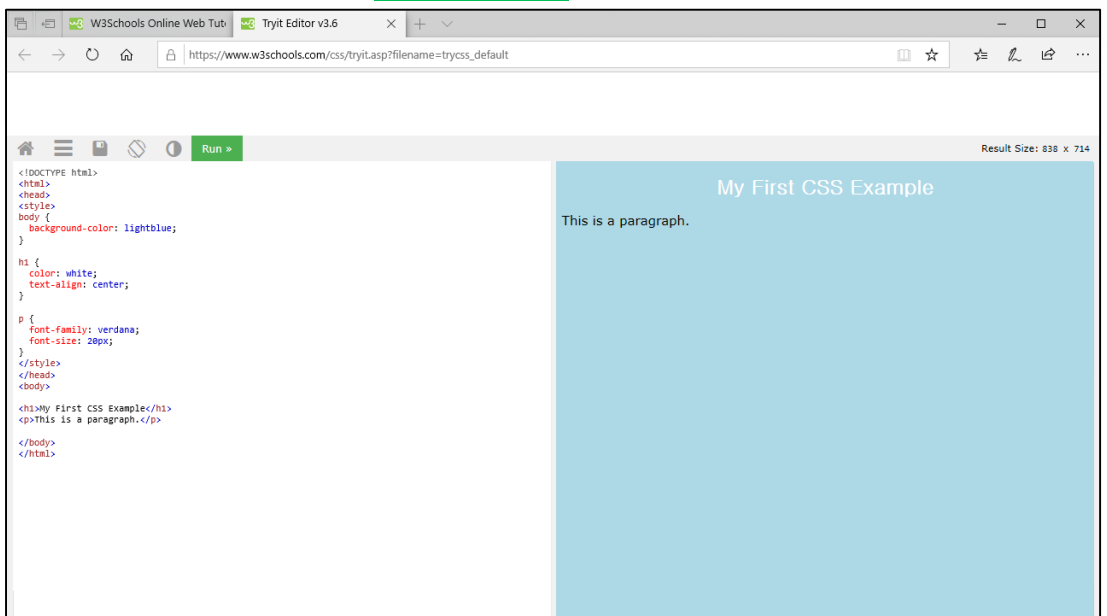 W3Schools Online Web Tut
Tryit Editor v3.6
https://www.w3schools.com/css/tryit.asp?filename=trycss_default
Run »
Result Size: 838 x 714
<!DOCTYPE html>
<html>
<head>
<style>
body {
  background-color: lightblue;
}

h1 {
  color: white;
  text-align: center;
}

p {
  font-family: verdana;
  font-size: 20px;
}
</style>
</head>
<body>

<h1>My First CSS Example</h1>
<p>This is a paragraph.</p>

</body>
</html>
My First CSS Example
This is a paragraph.